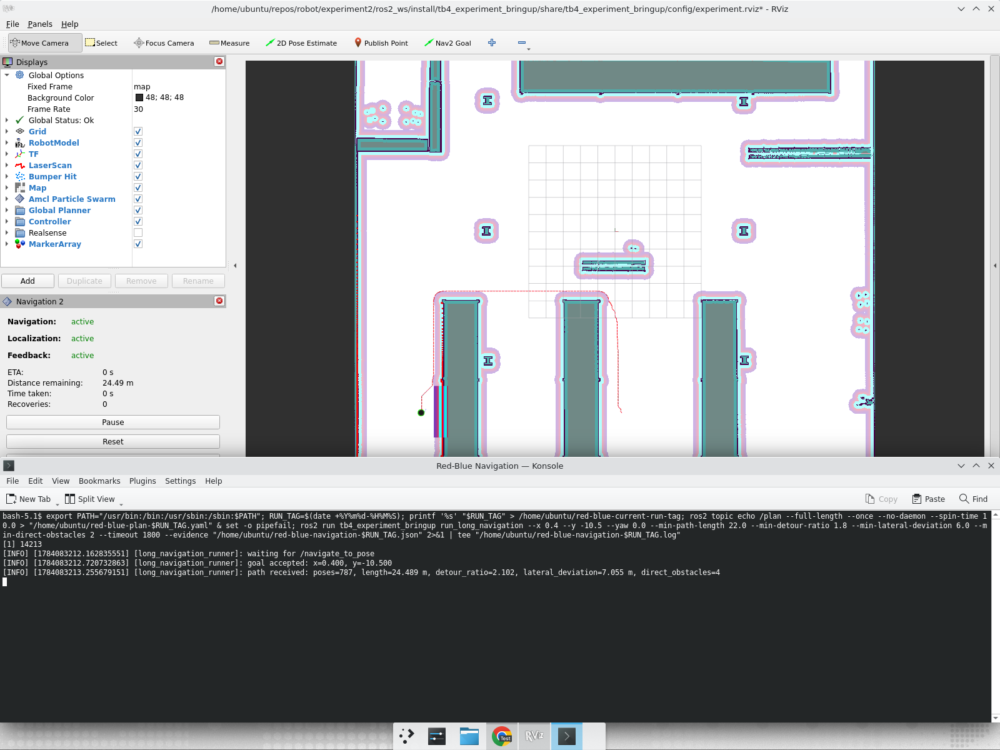 /home/ubuntu/repos/robot/experiment2/ros2_ws/install/tb4_experiment_bringup/share/tb4_experiment_bringup/config/experiment.rviz* - RViz
File Panels Help
Move Camera Select Focus Camera Measure 2D Pose Estimate Publish Point Nav2 Goal
Displays
Global Options
Fixed Frame map
Background Color 48; 48; 48
Frame Rate 30
Global Status: Ok
Grid
RobotModel
TF
LaserScan
Bumper Hit
Map
Amcl Particle Swarm
Global Planner
Controller
Realsense
MarkerArray
Add Duplicate Remove Rename
Navigation 2
Navigation: active
Localization: active
Feedback: active
ETA: 0 s
Distance remaining: 24.49 m
Time taken: 0 s
Recoveries: 0
Pause
Reset
Red-Blue Navigation — Konsole
File Edit View Bookmarks Plugins Settings Help
New Tab Split View Copy Paste Find
bash-5.1$ export PATH="/usr/bin:/bin:/usr/sbin:/sbin:$PATH"; RUN_TAG=$(date +%Y%m%d-%H%M%S); printf '%s' "$RUN_TAG" > /home/ubuntu/red-blue-current-run-tag; ros2 topic echo /plan --full-length --once --no-daemon --spin-time 1
0.0 > "/home/ubuntu/red-blue-plan-$RUN_TAG.yaml" & set -o pipefail; ros2 run tb4_experiment_bringup run_long_navigation --x 0.4 --y -10.5 --yaw 0.0 --min-path-length 22.0 --min-detour-ratio 1.8 --min-lateral-deviation 6.0 --m
in-direct-obstacles 2 --timeout 1800 --evidence "/home/ubuntu/red-blue-navigation-$RUN_TAG.json" 2>&1 | tee "/home/ubuntu/red-blue-navigation-$RUN_TAG.log"
[1] 14213
[INFO] [1784083212.162835551] [long_navigation_runner]: waiting for /navigate_to_pose
[INFO] [1784083212.720732863] [long_navigation_runner]: goal accepted: x=0.400, y=-10.500
[INFO] [1784083213.255679151] [long_navigation_runner]: path received: poses=787, length=24.489 m, detour_ratio=2.102, lateral_deviation=7.055 m, direct_obstacles=4
Test
RViz